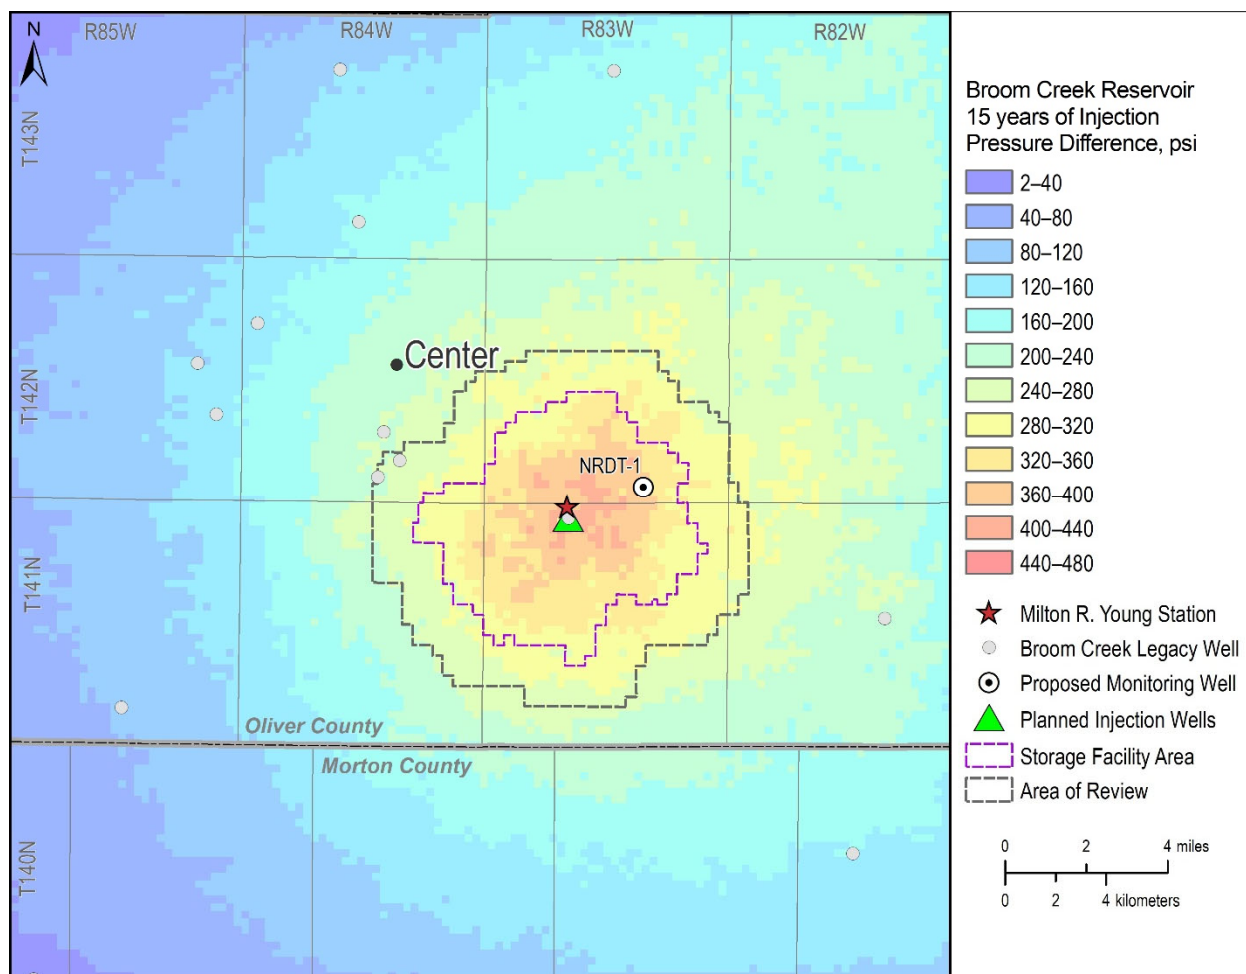 R85W
R84W
R83W
R82W
N
T143N
T142N
T141N
T140N
Center
NRDT-1
Oliver County
Morton County
Broom Creek Reservoir
15 years of Injection
Pressure Difference, psi
2–40
40–80
80–120
120–160
160–200
200–240
240–280
280–320
320–360
360–400
400–440
440–480
Milton R. Young Station
Broom Creek Legacy Well
Proposed Monitoring Well
Planned Injection Wells
Storage Facility Area
Area of Review
0 2 4 miles
0 2 4 kilometers